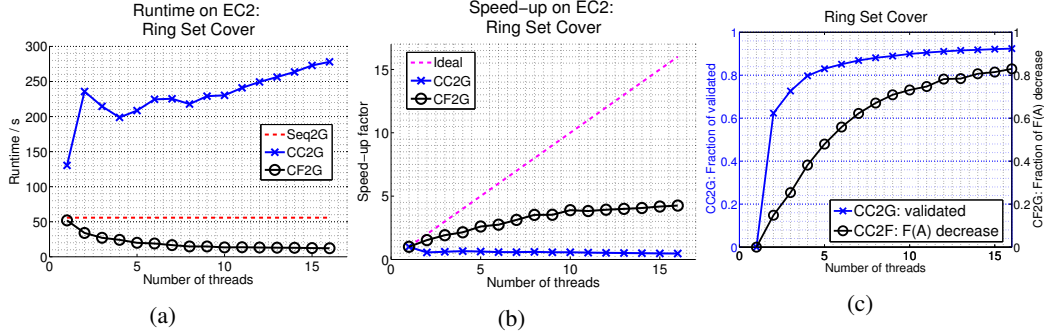 Runtime on EC2:
Ring Set Cover
300
250
200
150
100
50
0
Runtime / s
Seq2G
CC2G
CF2G
0
5
10
15
Number of threads
(a)
Speed-up on EC2:
Ring Set Cover
15
10
5
0
Speed-up factor
Ideal
CC2G
CF2G
0
5
10
15
Number of threads
(b)
Ring Set Cover
1
0.8
0.6
0.4
0.2
0
CC2G: Fraction of validated
1
0.8
0.6
0.4
0.2
0
CF2G: Fraction of F(A) decrease
CC2G: validated
CC2F: F(A) decrease
0
5
10
15
Number of threads
(c)